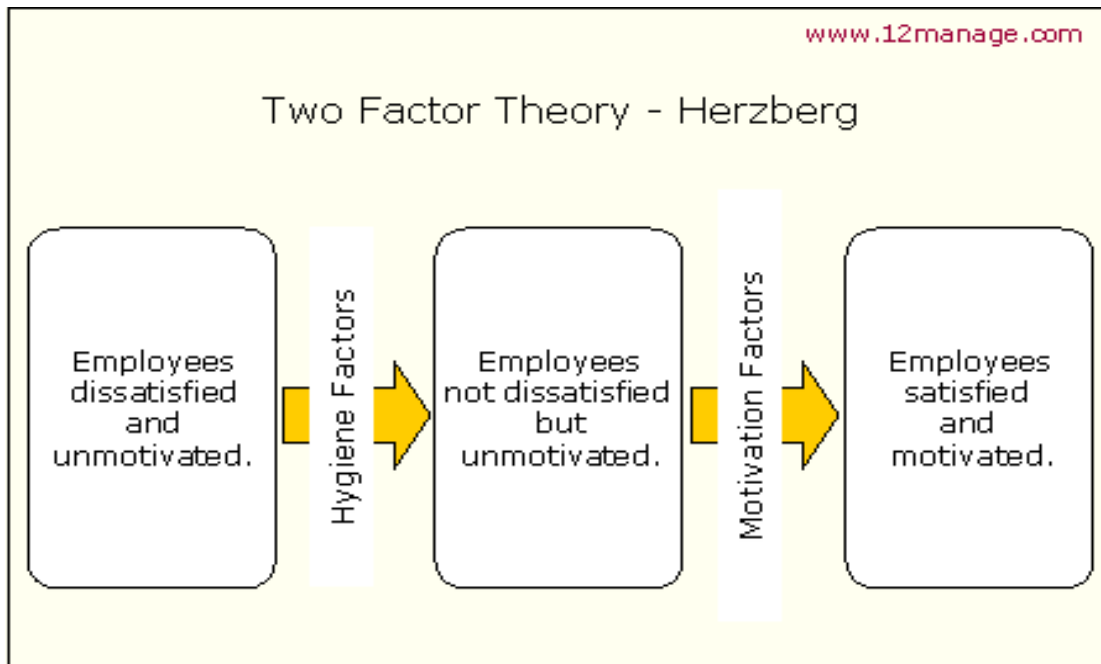 www.12manage.com
Two Factor Theory - Herzberg
Employees
dissatisfied
and
unmotivated.
Hygiene Factors
Employees
not dissatisfied
but
unmotivated.
Motivation Factors
Employees
satisfied
and
motivated.